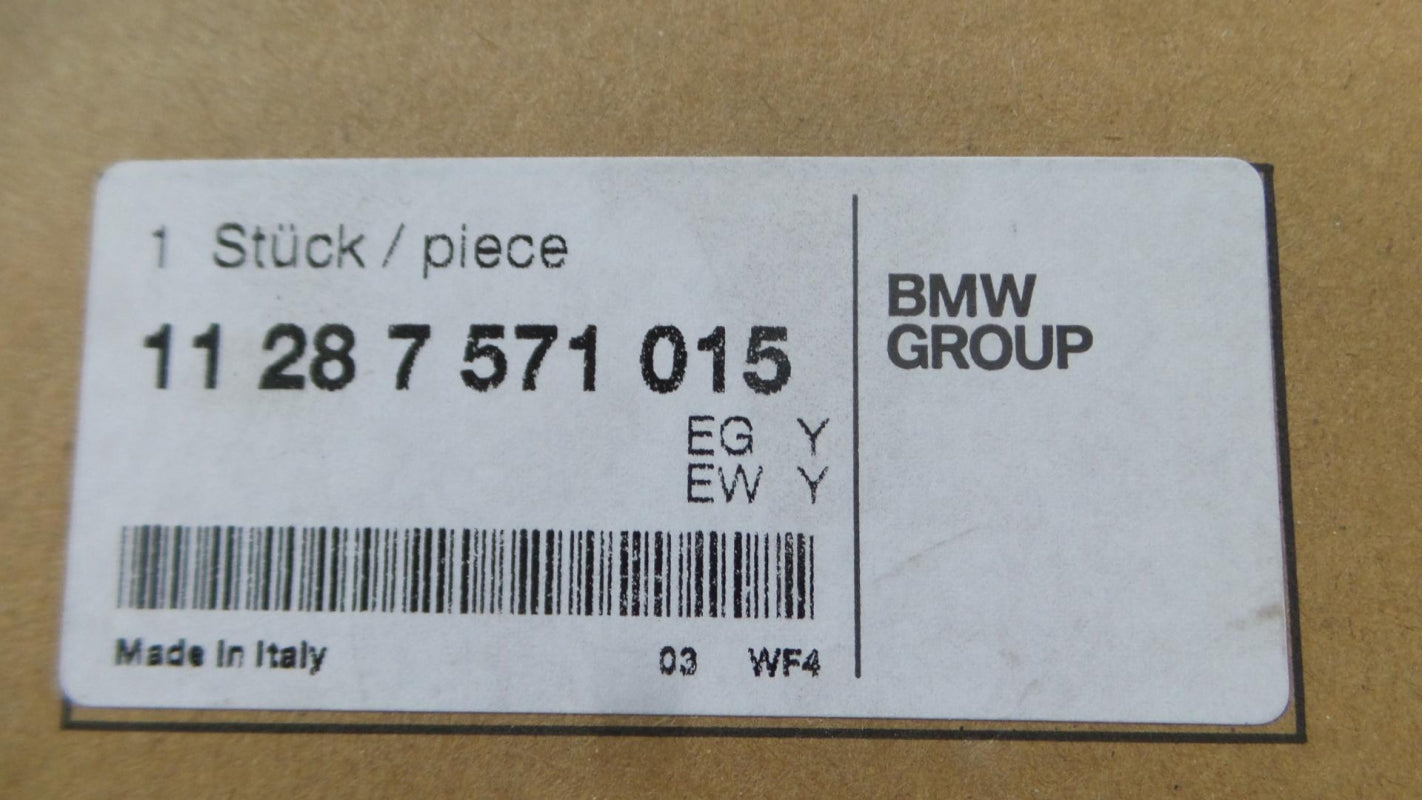 1 Stück / piece
11 28 7 571 015
EG Y
EW Y
Made in Italy 03 WF4
BMW
GROUP